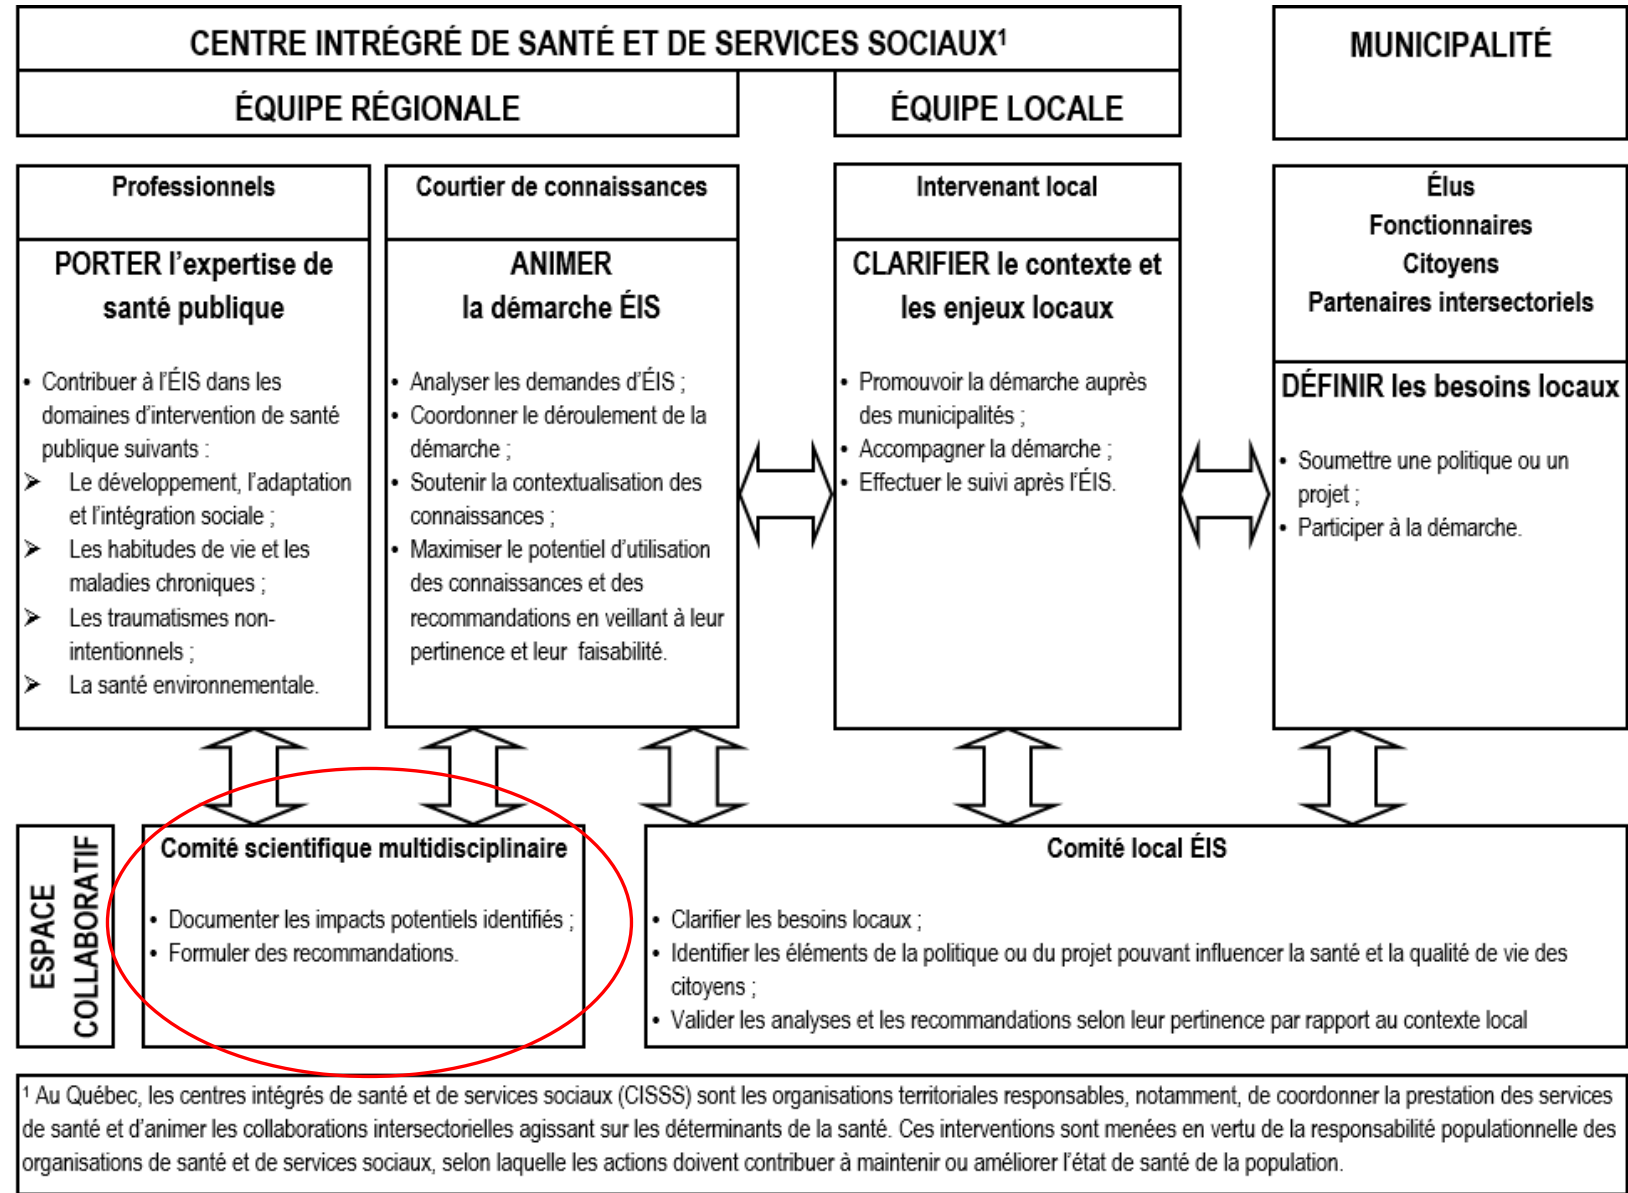 CENTRE INTRÉGRÉ DE SANTÉ ET DE SERVICES SOCIAUX¹
MUNICIPALITÉ
ÉQUIPE RÉGIONALE
ÉQUIPE LOCALE
Professionnels
PORTER l’expertise de
santé publique
• Contribuer à l’ÉIS dans les
domaines d’intervention de santé
publique suivants :
➢ Le développement, l’adaptation
et l’intégration sociale ;
➢ Les habitudes de vie et les
maladies chroniques ;
➢ Les traumatismes non-
intentionnels ;
➢ La santé environnementale.
Courtier de connaissances
ANIMER
la démarche ÉIS
• Analyser les demandes d’ÉIS ;
• Coordonner le déroulement de la
démarche ;
• Soutenir la contextualisation des
connaissances ;
• Maximiser le potentiel d’utilisation
des connaissances et des
recommandations en veillant à leur
pertinence et leur faisabilité.
Intervenant local
CLARIFIER le contexte et
les enjeux locaux
• Promouvoir la démarche auprès
des municipalités ;
• Accompagner la démarche ;
• Effectuer le suivi après l’ÉIS.
Élus
Fonctionnaires
Citoyens
Partenaires intersectoriels
DÉFINIR les besoins locaux
• Soumettre une politique ou un
projet ;
• Participer à la démarche.
ESPACE
COLLABORATIF
Comité scientifique multidisciplinaire
• Documenter les impacts potentiels identifiés ;
• Formuler des recommandations.
Comité local ÉIS
• Clarifier les besoins locaux ;
• Identifier les éléments de la politique ou du projet pouvant influencer la santé et la qualité de vie des
citoyens ;
• Valider les analyses et les recommandations selon leur pertinence par rapport au contexte local
¹ Au Québec, les centres intégrés de santé et de services sociaux (CISSS) sont les organisations territoriales responsables, notamment, de coordonner la prestation des services
de santé et d’animer les collaborations intersectorielles agissant sur les déterminants de la santé. Ces interventions sont menées en vertu de la responsabilité populationnelle des
organisations de santé et de services sociaux, selon laquelle les actions doivent contribuer à maintenir ou améliorer l’état de santé de la population.